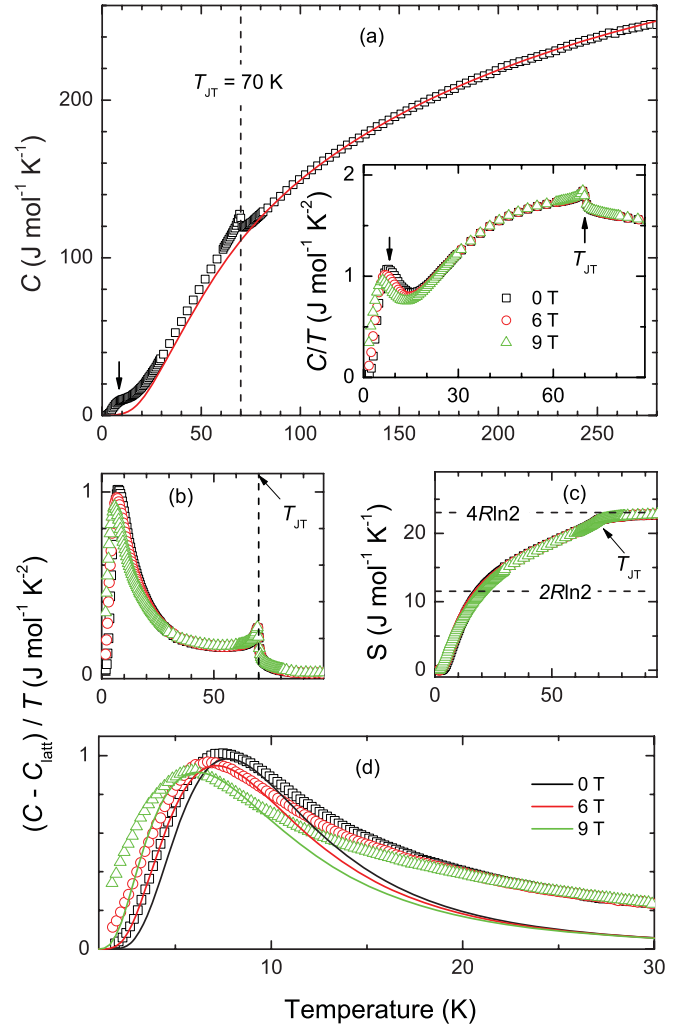 (a)
T_JT = 70 K
C (J mol⁻¹ K⁻¹)
200
100
0
0 50 100 150 200 250
C/T (J mol⁻¹ K⁻²)
2
1
0
0 30 60
T_JT
0 T
6 T
9 T
(b)
T_JT
1
0
0 50
(c)
4Rln2
T_JT
2Rln2
S (J mol⁻¹ K⁻¹)
20
10
0
0 50
(C - C_latt) / T (J mol⁻¹ K⁻²)
(d)
0 T
6 T
9 T
1
0
10 20 30
Temperature (K)